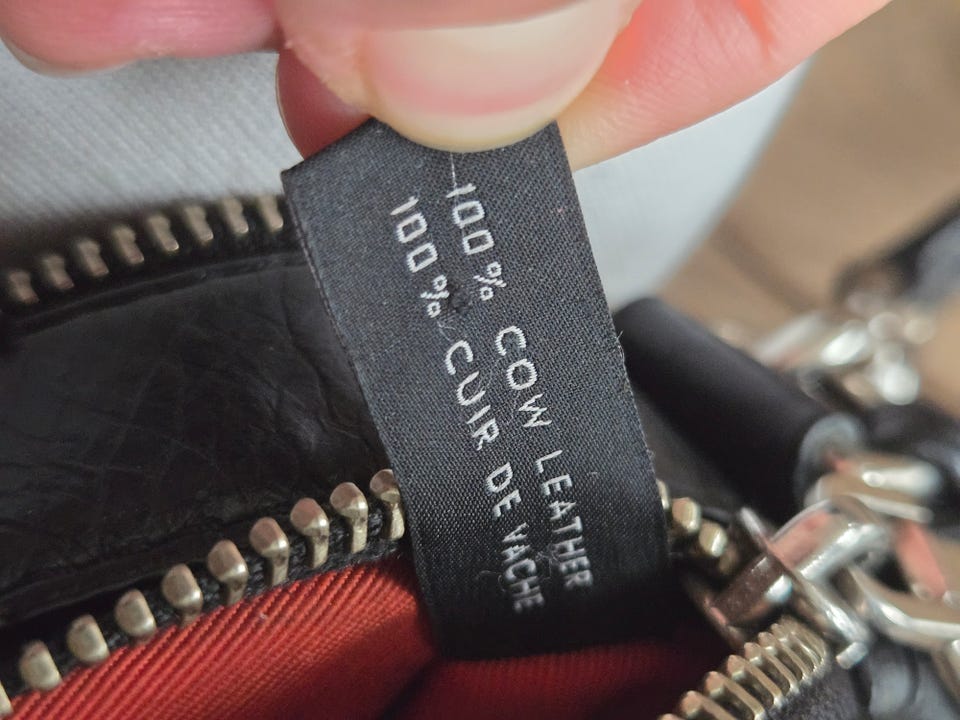 100% COW LEATHER
100% CUIR DE VACHE